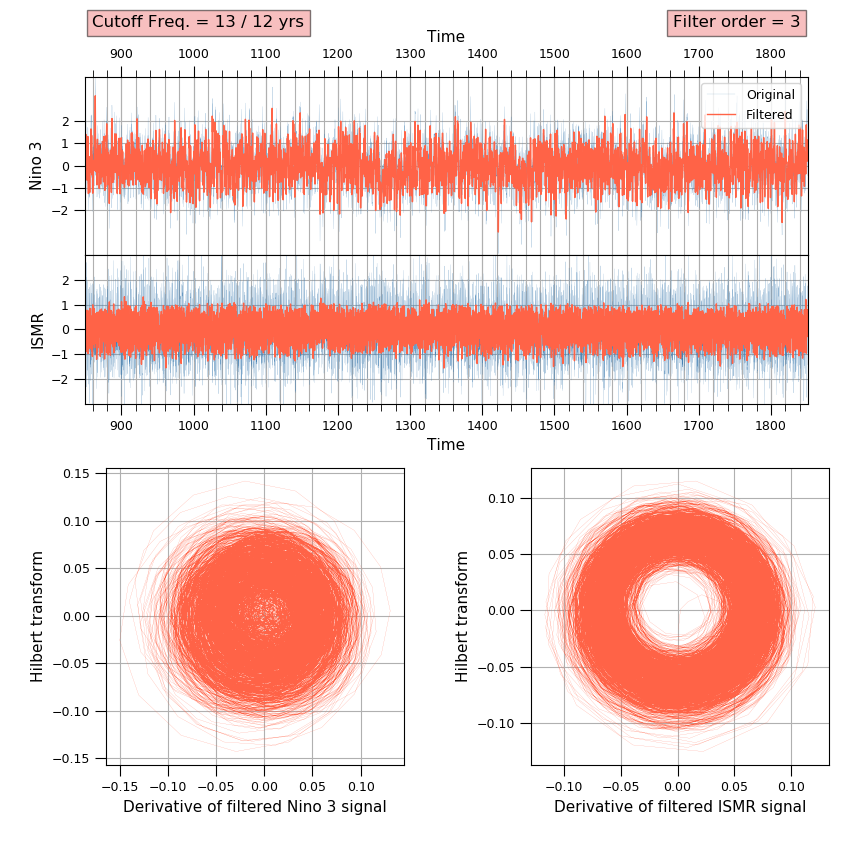 Cutoff Freq. = 13 / 12 yrs
Filter order = 3
Time
900 1000 1100 1200 1300 1400 1500 1600 1700 1800
Original
Filtered
Nino 3
2
1
0
−1
−2
ISMR
2
1
0
−1
−2
900 1000 1100 1200 1300 1400 1500 1600 1700 1800
Time
Hilbert transform
0.15
0.10
0.05
0.00
−0.05
−0.10
−0.15
−0.15 −0.10 −0.05 0.00 0.05 0.10
Derivative of filtered Nino 3 signal
Hilbert transform
0.10
0.05
0.00
−0.05
−0.10
−0.10 −0.05 0.00 0.05 0.10
Derivative of filtered ISMR signal